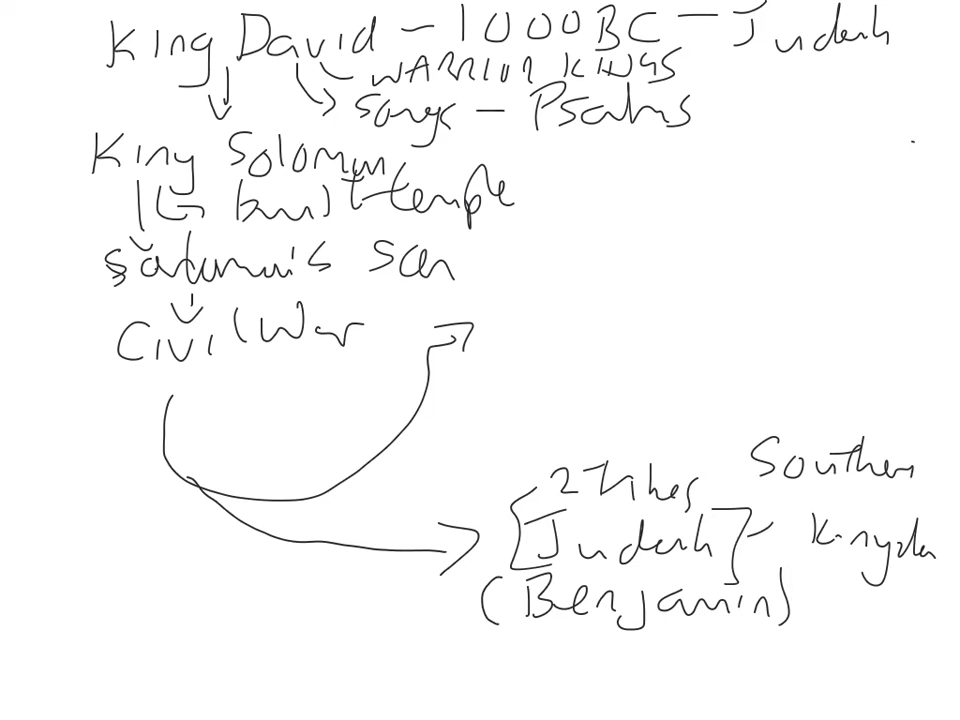 King David - 1000BC - Judah
WARRIOR KINGS
Songs - Psalms
King Solomon
built temple
Solomon's son
Civil War
2 tribes
[Judah] - Southern Kingdom
(Benjamin)